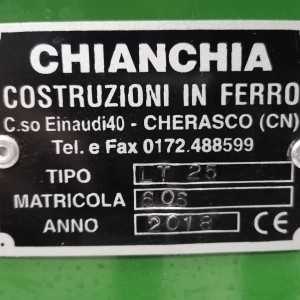 CHIANCHIA
COSTRUZIONI IN FERRO
C.so Einaudi40 - CHERASCO (CN)
Tel. e Fax 0172.488599
TIPO LT 25
MATRICOLA 606
ANNO 2018 CE